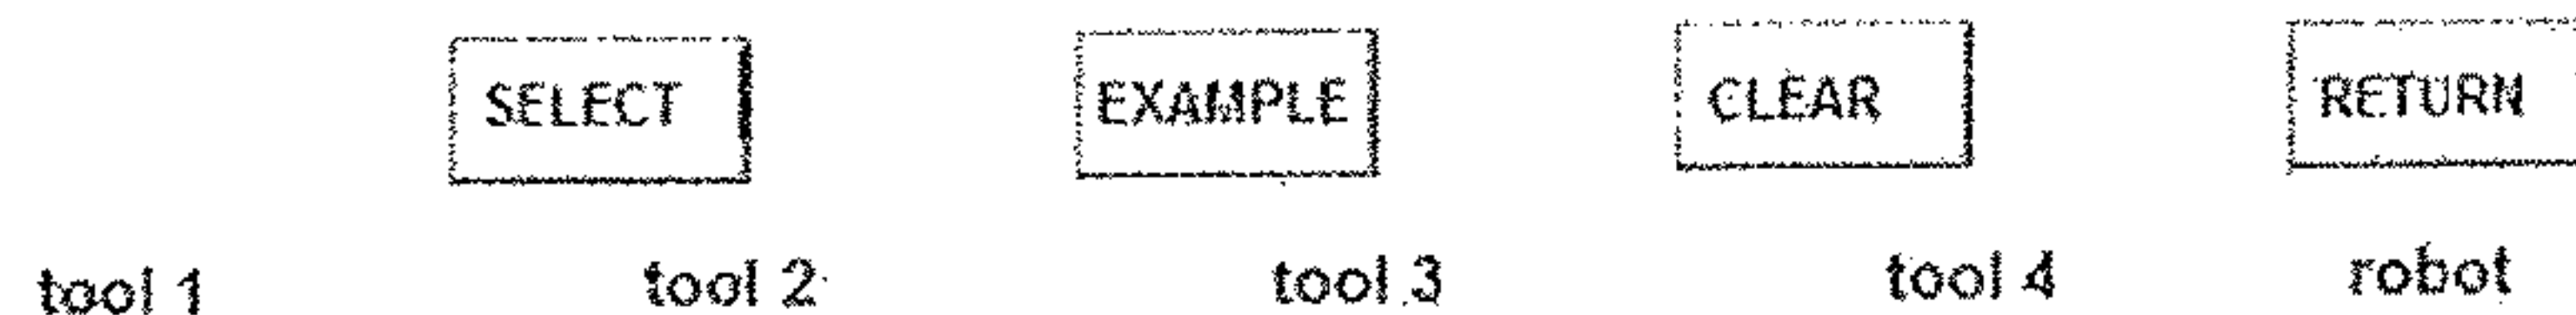 SELECT EXAMPLE CLEAR RETURN
tool 1 tool 2 tool 3 tool 4 robot